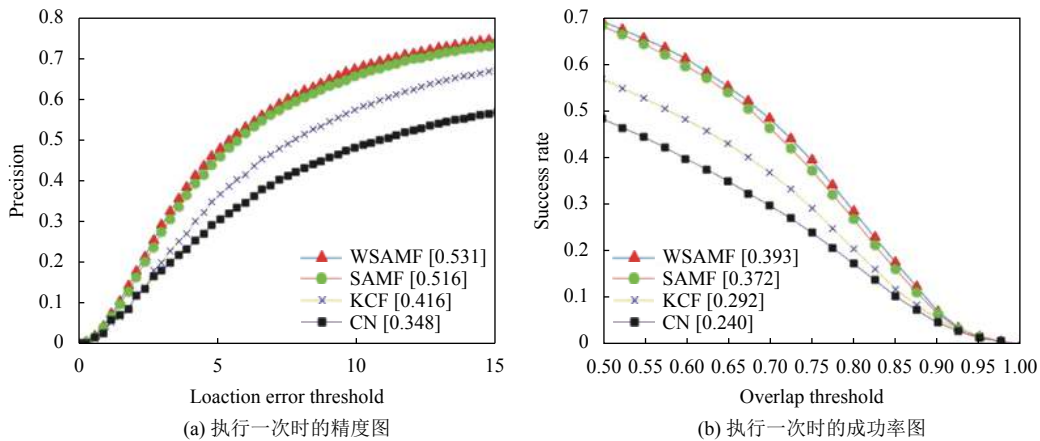 0.8
0.7
0.6
0.5
0.4
0.3
0.2
0.1
0
Precision
WSAMF [0.531]
SAMF [0.516]
KCF [0.416]
CN [0.348]
0 5 10 15
Loaction error threshold
(a) 执行一次时的精度图
0.7
0.6
0.5
0.4
0.3
0.2
0.1
0
Success rate
WSAMF [0.393]
SAMF [0.372]
KCF [0.292]
CN [0.240]
0.50 0.55 0.60 0.65 0.70 0.75 0.80 0.85 0.90 0.95 1.00
Overlap threshold
(b) 执行一次时的成功率图